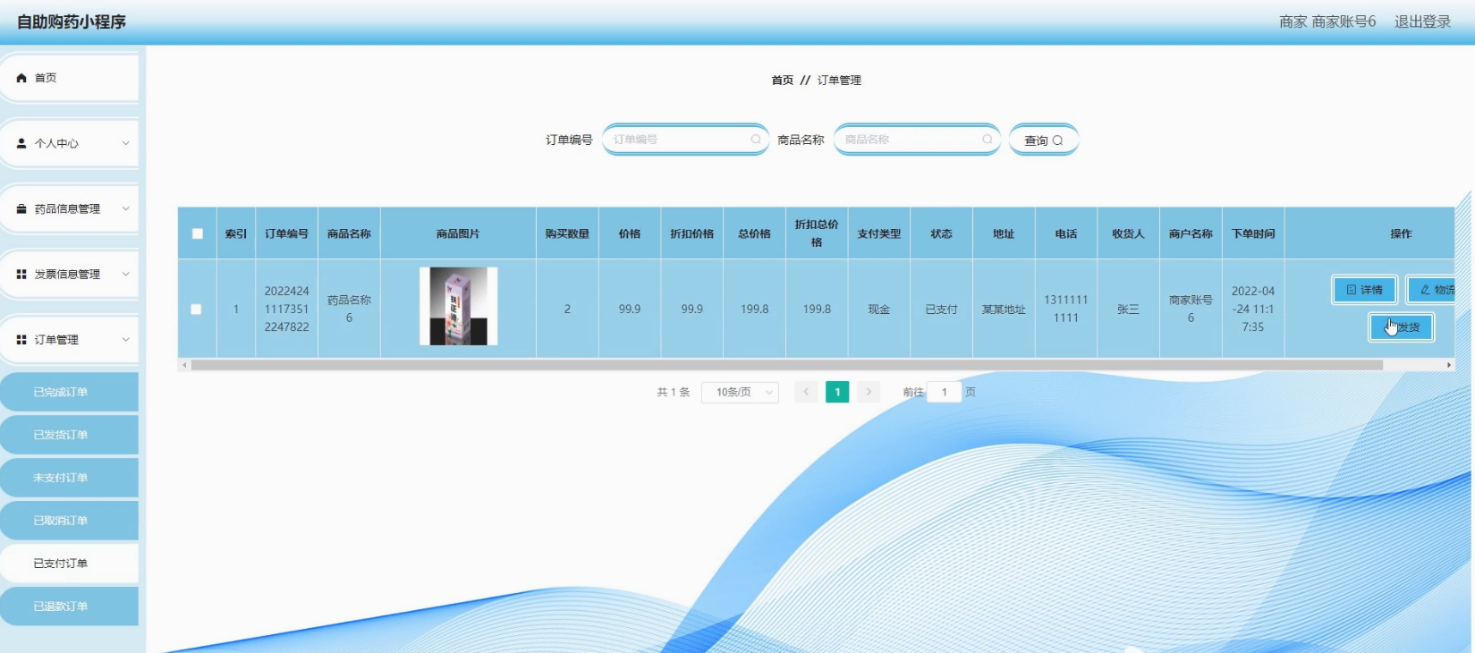 自助购药小程序
商家 商家账号6 退出登录
首页
个人中心
药品信息管理
发票信息管理
订单管理
已完成订单
已发货订单
未支付订单
已取消订单
已支付订单
已退款订单
首页 // 订单管理
订单编号 订单编号 商品名称 商品名称 查询
索引 订单编号 商品名称 商品图片 购买数量 价格 折扣价格 总价格 折扣总价 支付类型 状态 地址 电话 收货人 商户名称 下单时间 操作
格
1 2022424 药品名称 2 99.9 99.9 199.8 199.8 现金 已支付 某某地址 1311111 张三 商家账号 2022-04 详情 物流
1117351 6 1111 6 -24 11:1 发货
2247822 7:35
共 1 条 10条/页 1 前往 1 页